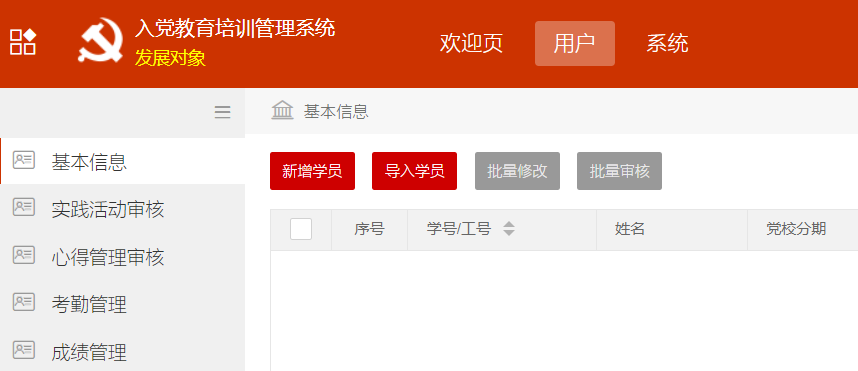 入党教育培训管理系统
发展对象
欢迎页 用户 系统
基本信息
基本信息
实践活动审核
心得管理审核
考勤管理
成绩管理
新增学员 导入学员 批量修改 批量审核
序号 学号/工号 姓名 党校分期